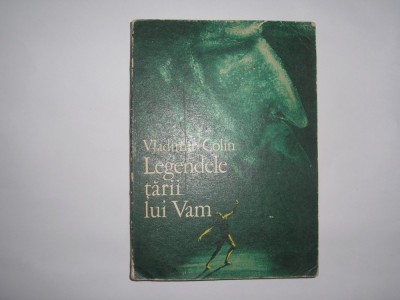 Vladimir Colin
Legendele
țării
lui Vam